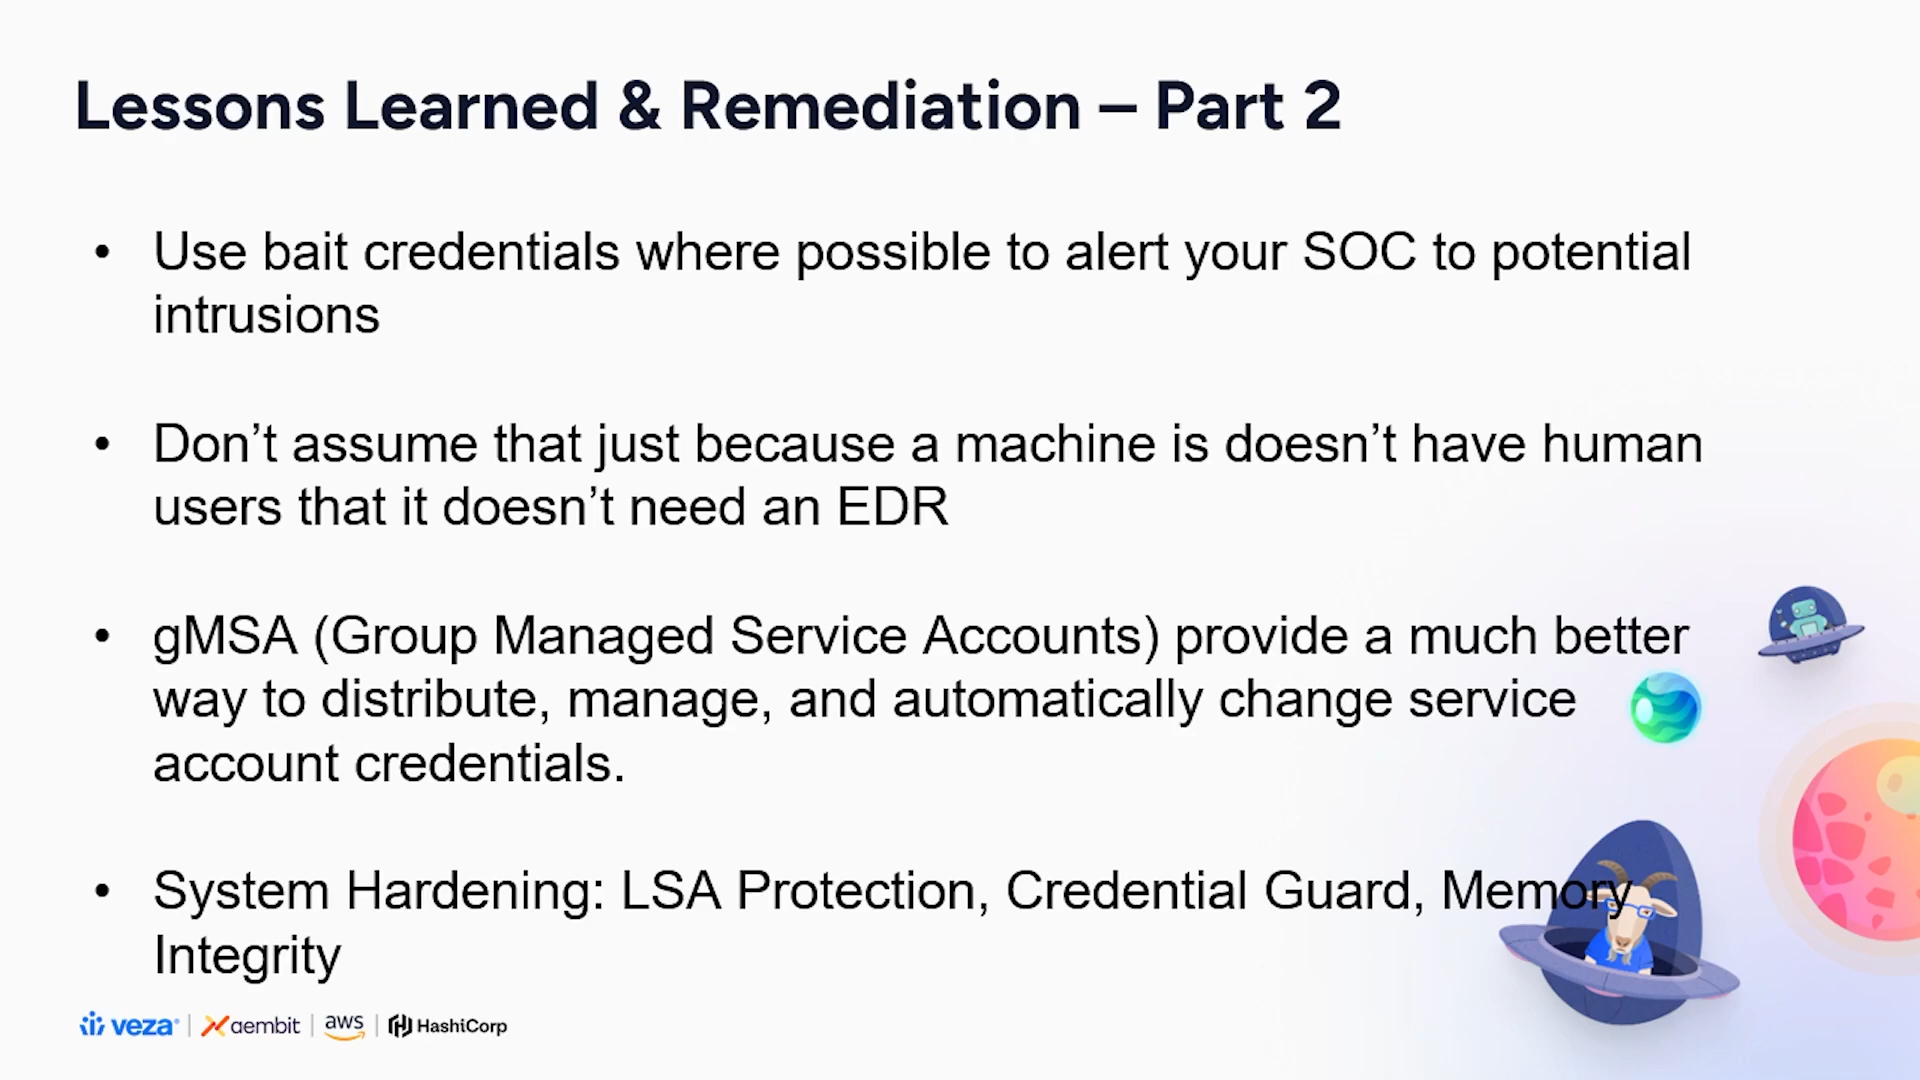 Lessons Learned & Remediation – Part 2
• Use bait credentials where possible to alert your SOC to potential
intrusions
• Don’t assume that just because a machine is doesn’t have human
users that it doesn’t need an EDR
• gMSA (Group Managed Service Accounts) provide a much better
way to distribute, manage, and automatically change service
account credentials.
• System Hardening: LSA Protection, Credential Guard, Memory
Integrity
veza | aembit | aws | HashiCorp